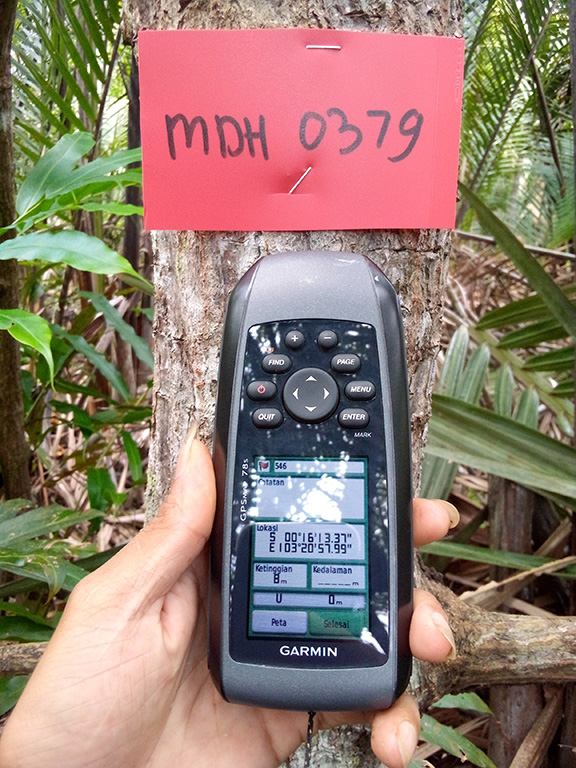 MDH 0379
+ -
FIND PAGE
MENU
QUIT ENTER
MARK
GPSMAP 78s
546
Catatan
Lokasi
S 00°16'13.37"
E 103°20'57.99"
Ketinggian Kedalaman
8m _____m
U 0m
Peta Selesai
GARMIN